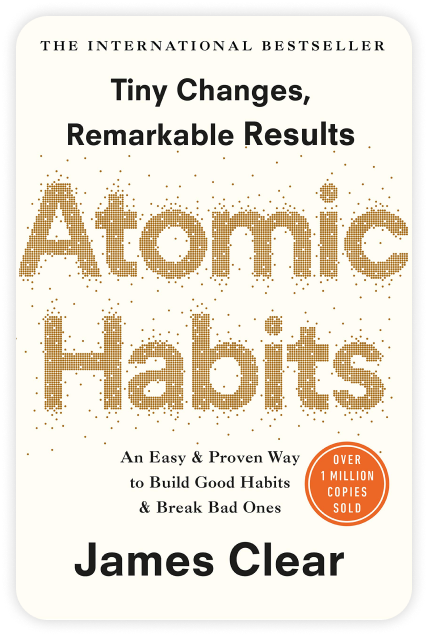 THE INTERNATIONAL BESTSELLER
Tiny Changes,
Remarkable Results
Atomic
Habits
An Easy & Proven Way
to Build Good Habits
& Break Bad Ones
OVER
1 MILLION
COPIES
SOLD
James Clear